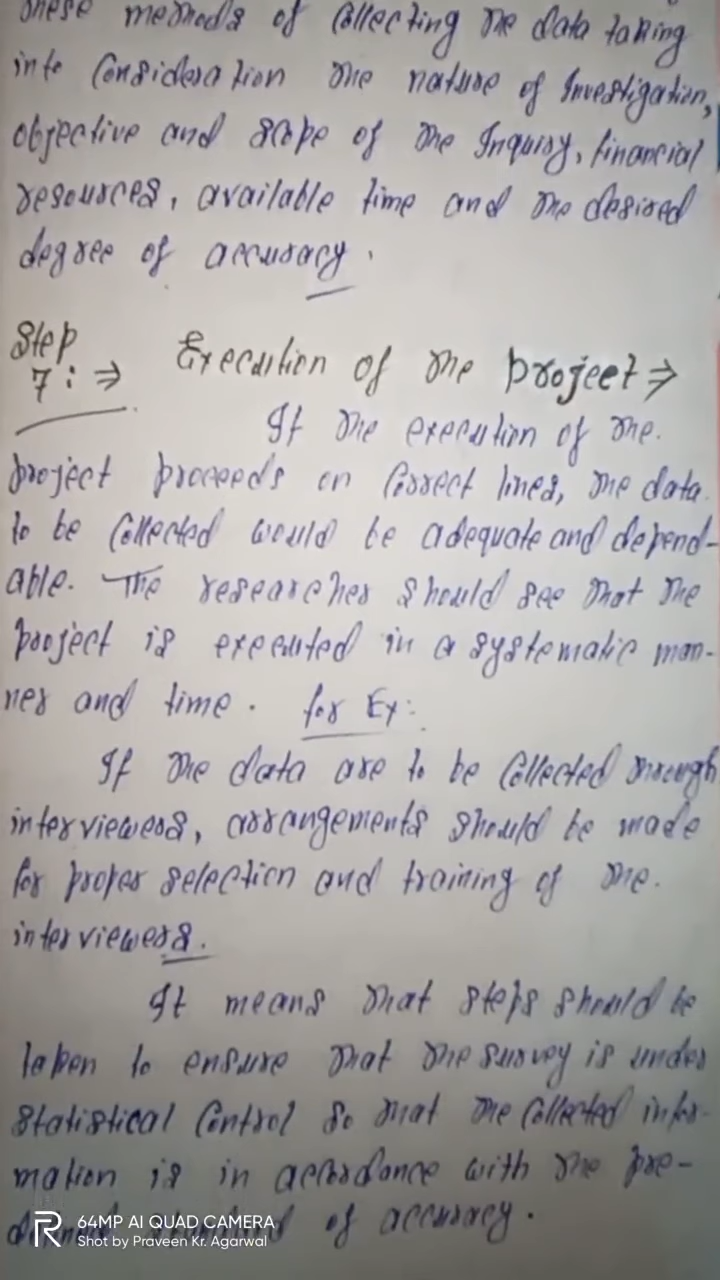 these methods of collecting the data taking
into Consideration the nature of Investigation,
objective and scope of the Inquiry, financial
resources, available time and the desired
degree of accuracy.
Step
7: ⇒ Execution of the project ⇒
If the execution of the.
project proceeds on Correct lines, the data
to be Collected would be adequate and depend-
able. The researcher should see that the
project is executed in a systematic man-
ner and time. for Ex:
If the data are to be Collected through
interviewers, arrangements should be made
for proper selection and training of the.
interviewers.
It means that steps should be
taken to ensure that the survey is under
statistical Control so that the Collected infor-
mation is in accordance with the pre-
of accuracy.
64MP AI QUAD CAMERA
Shot by Praveen Kr. Agarwal